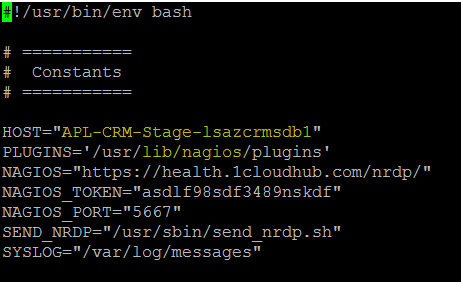 #!/usr/bin/env bash
# ===========
#  Constants
# ===========
HOST="APL-CRM-Stage-lsazcrmsdb1"
PLUGINS='/usr/lib/nagios/plugins'
NAGIOS="https://health.1cloudhub.com/nrdp/"
NAGIOS_TOKEN="asdlf98sdf3489nskdf"
NAGIOS_PORT="5667"
SEND_NRDP="/usr/sbin/send_nrdp.sh"
SYSLOG="/var/log/messages"